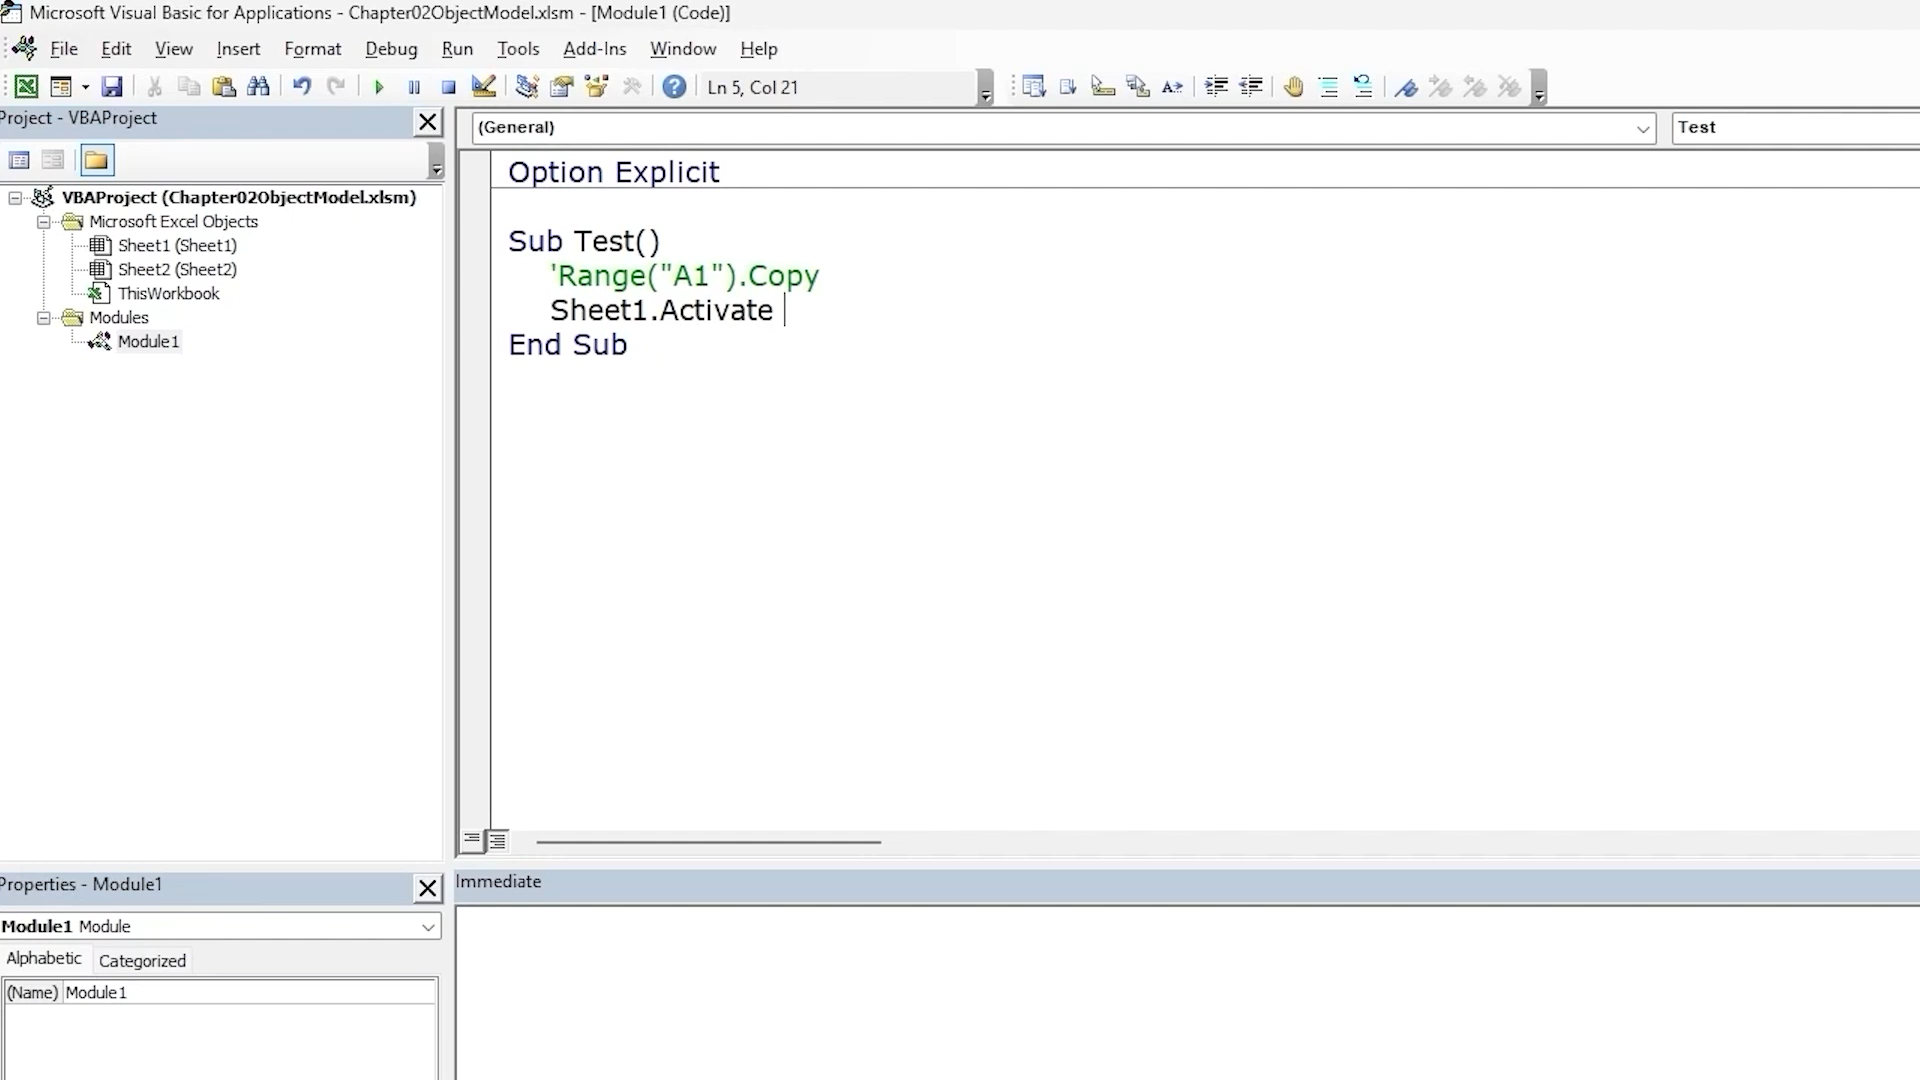 Microsoft Visual Basic for Applications - Chapter02ObjectModel.xlsm - [Module1 (Code)]
File Edit View Insert Format Debug Run Tools Add-Ins Window Help
Ln 5, Col 21
Project - VBAProject
(General)
Test
VBAProject (Chapter02ObjectModel.xlsm)
Microsoft Excel Objects
Sheet1 (Sheet1)
Sheet2 (Sheet2)
ThisWorkbook
Modules
Module1
Option Explicit
Sub Test()
'Range("A1").Copy
Sheet1.Activate
End Sub
Properties - Module1
Module1 Module
Alphabetic Categorized
(Name) Module1
Immediate